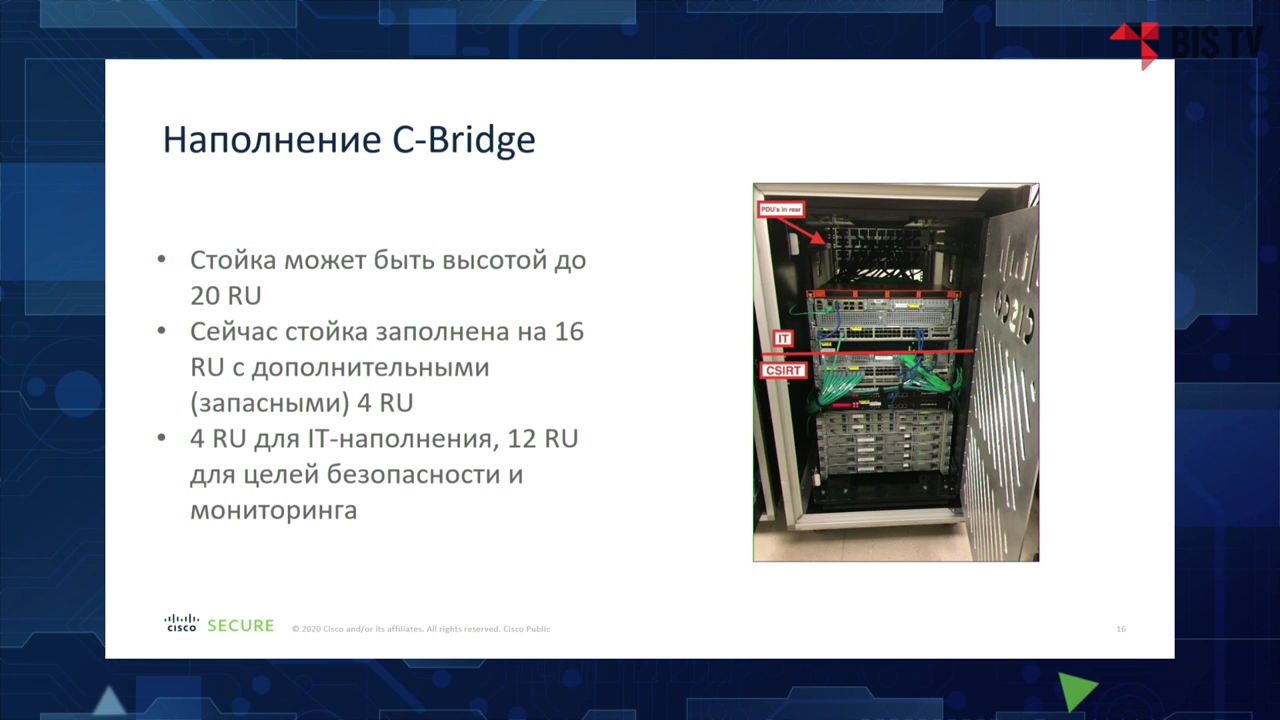 BIS TV
Наполнение C-Bridge
• Стойка может быть высотой до
20 RU
• Сейчас стойка заполнена на 16
RU с дополнительными
(запасными) 4 RU
• 4 RU для IT-наполнения, 12 RU
для целей безопасности и
мониторинга
PDU's in rear
IT
CSIRT
CISCO
cisco SECURE
© 2020 Cisco and/or its affiliates. All rights reserved. Cisco Public
16